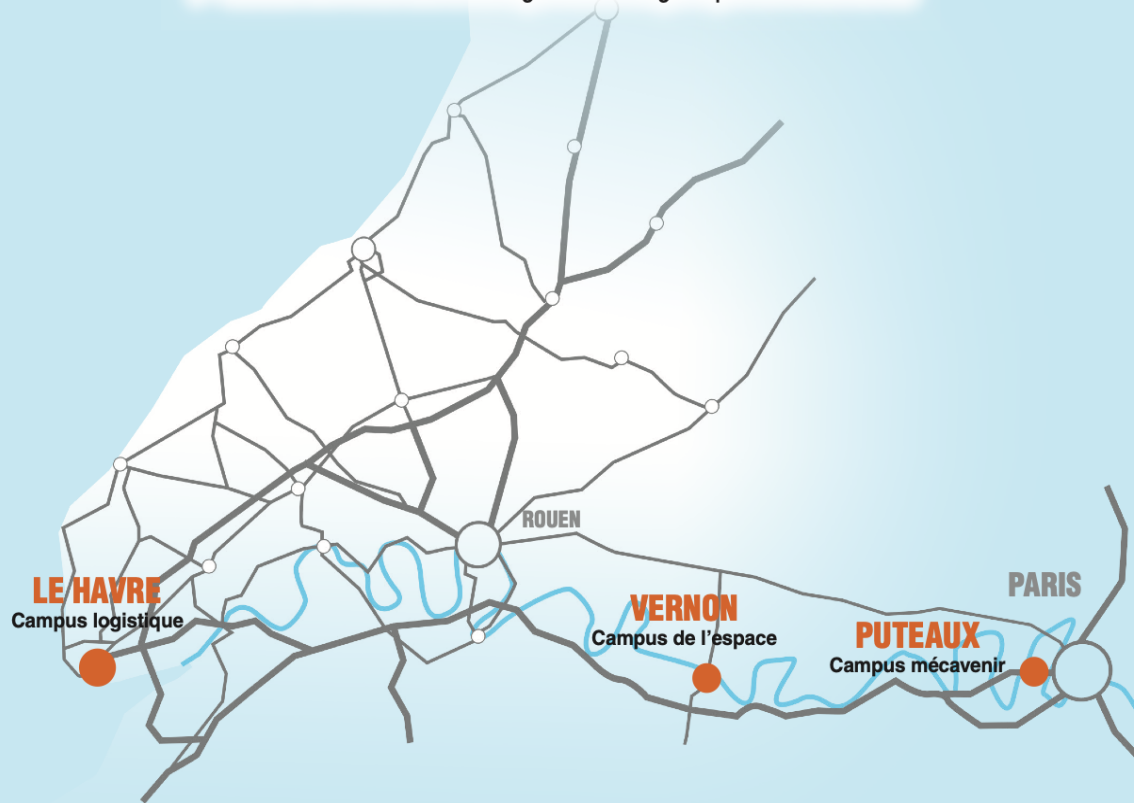 ROUEN
LE HAVRE
Campus logistique
VERNON
Campus de l’espace
PARIS
PUTEAUX
Campus mécavenir